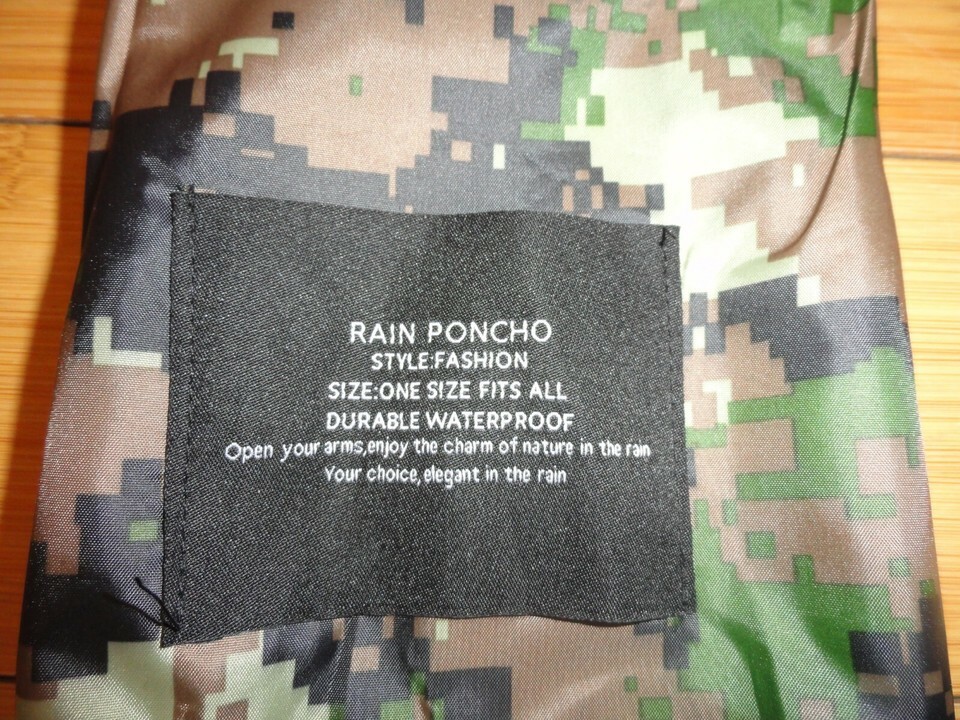 RAIN PONCHO
STYLE:FASHION
SIZE:ONE SIZE FITS ALL
DURABLE WATERPROOF
Open your arms,enjoy the charm of nature in the rain
Your choice,elegant in the rain